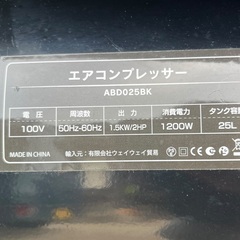 エアコンプレッサー
ABD025BK
電圧 周波数 出力 消費電力 タンク容
100V 50Hz-60Hz 1.5KW/2HP 1200W 25L
MADE IN CHINA 輸入元:有限会社ウェイウェイ貿易